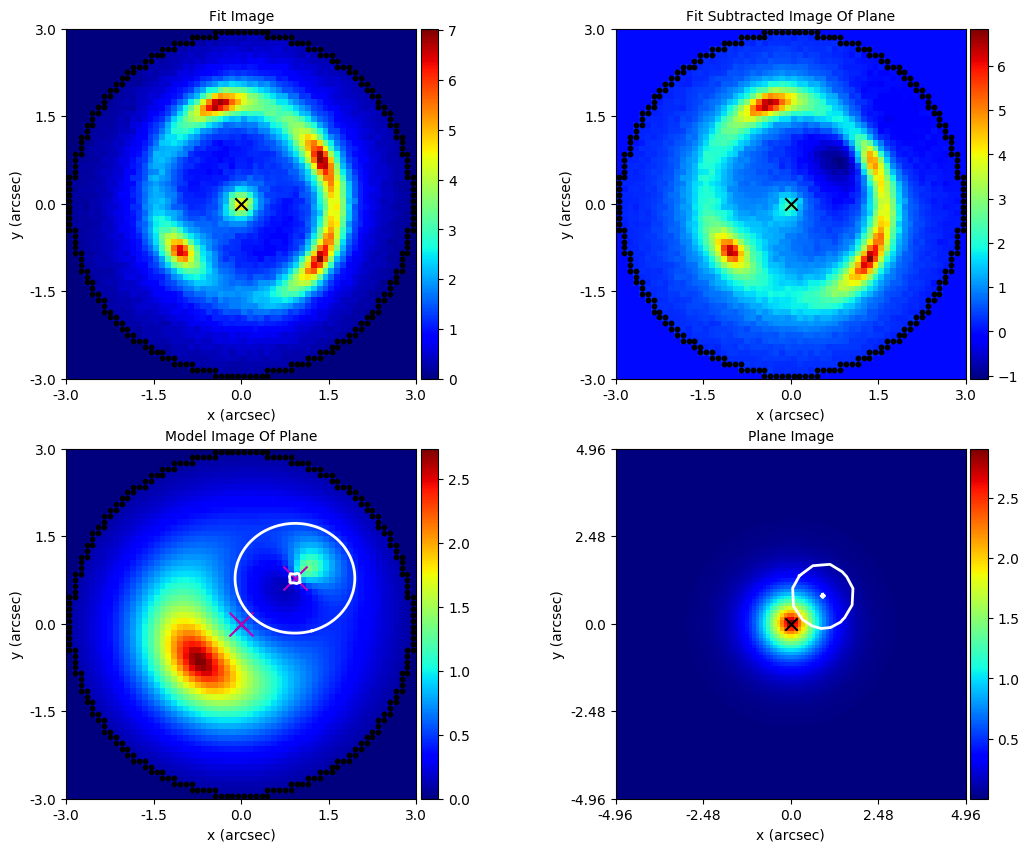 Fit Image
3.0
1.5
0.0
-1.5
-3.0
y (arcsec)
-3.0 -1.5 0.0 1.5 3.0
x (arcsec)
7
6
5
4
3
2
1
0
Fit Subtracted Image Of Plane
3.0
1.5
0.0
-1.5
-3.0
y (arcsec)
-3.0 -1.5 0.0 1.5 3.0
x (arcsec)
6
5
4
3
2
1
0
−1
Model Image Of Plane
3.0
1.5
0.0
-1.5
-3.0
y (arcsec)
-3.0 -1.5 0.0 1.5 3.0
x (arcsec)
2.5
2.0
1.5
1.0
0.5
0.0
Plane Image
4.96
2.48
0.0
-2.48
-4.96
y (arcsec)
-4.96 -2.48 0.0 2.48 4.96
x (arcsec)
2.5
2.0
1.5
1.0
0.5